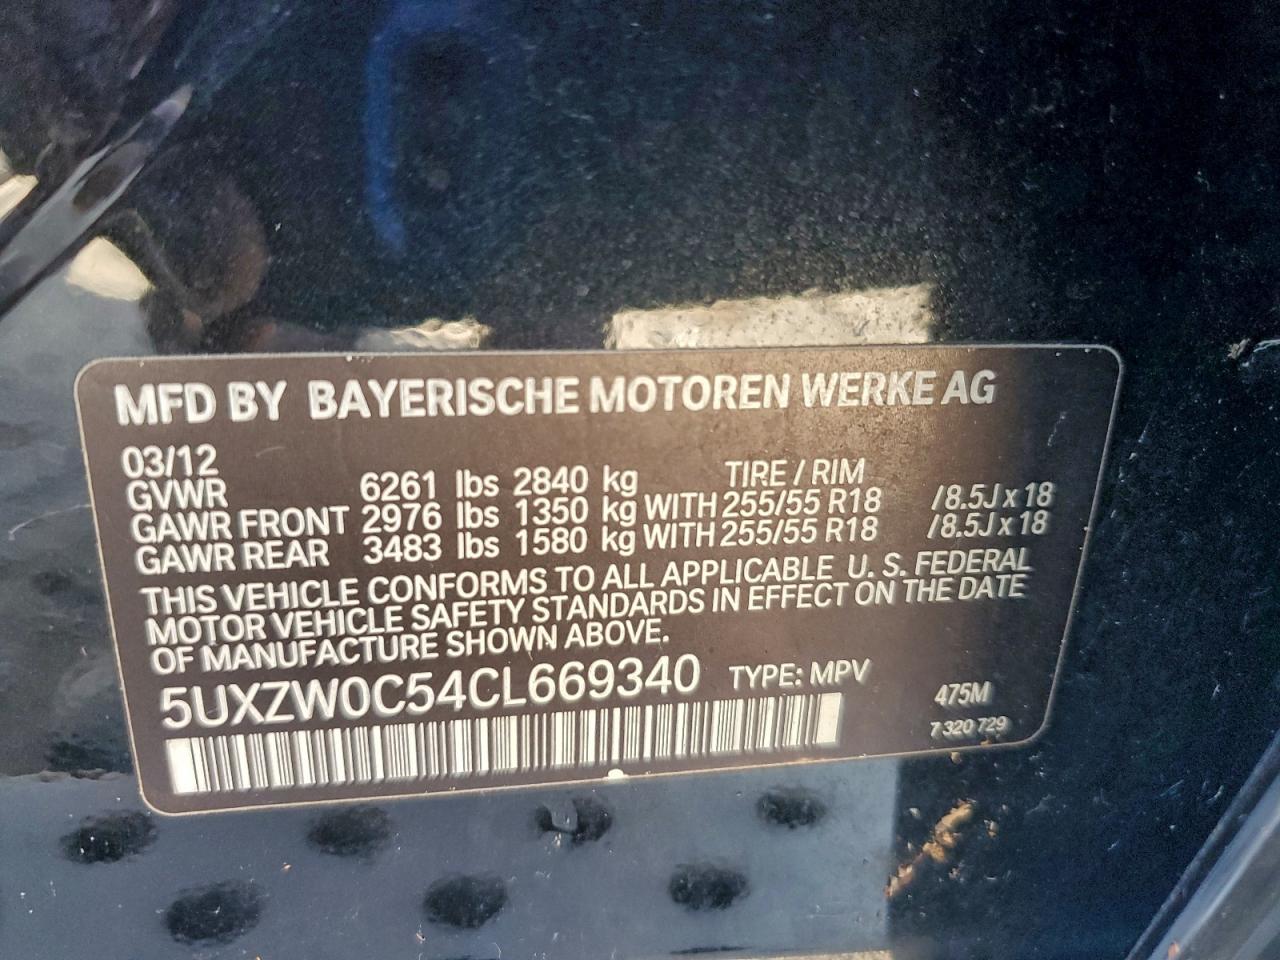 MFD BY BAYERISCHE MOTOREN WERKE AG
03/12 TIRE / RIM
GVWR 6261 lbs 2840 kg
GAWR FRONT 2976 lbs 1350 kg WITH 255/55 R18 /8.5J x 18
GAWR REAR 3483 lbs 1580 kg WITH 255/55 R18 /8.5J x 18
THIS VEHICLE CONFORMS TO ALL APPLICABLE U. S. FEDERAL
MOTOR VEHICLE SAFETY STANDARDS IN EFFECT ON THE DATE
OF MANUFACTURE SHOWN ABOVE.
5UXZW0C54CL669340 TYPE: MPV
475M
7 320 729